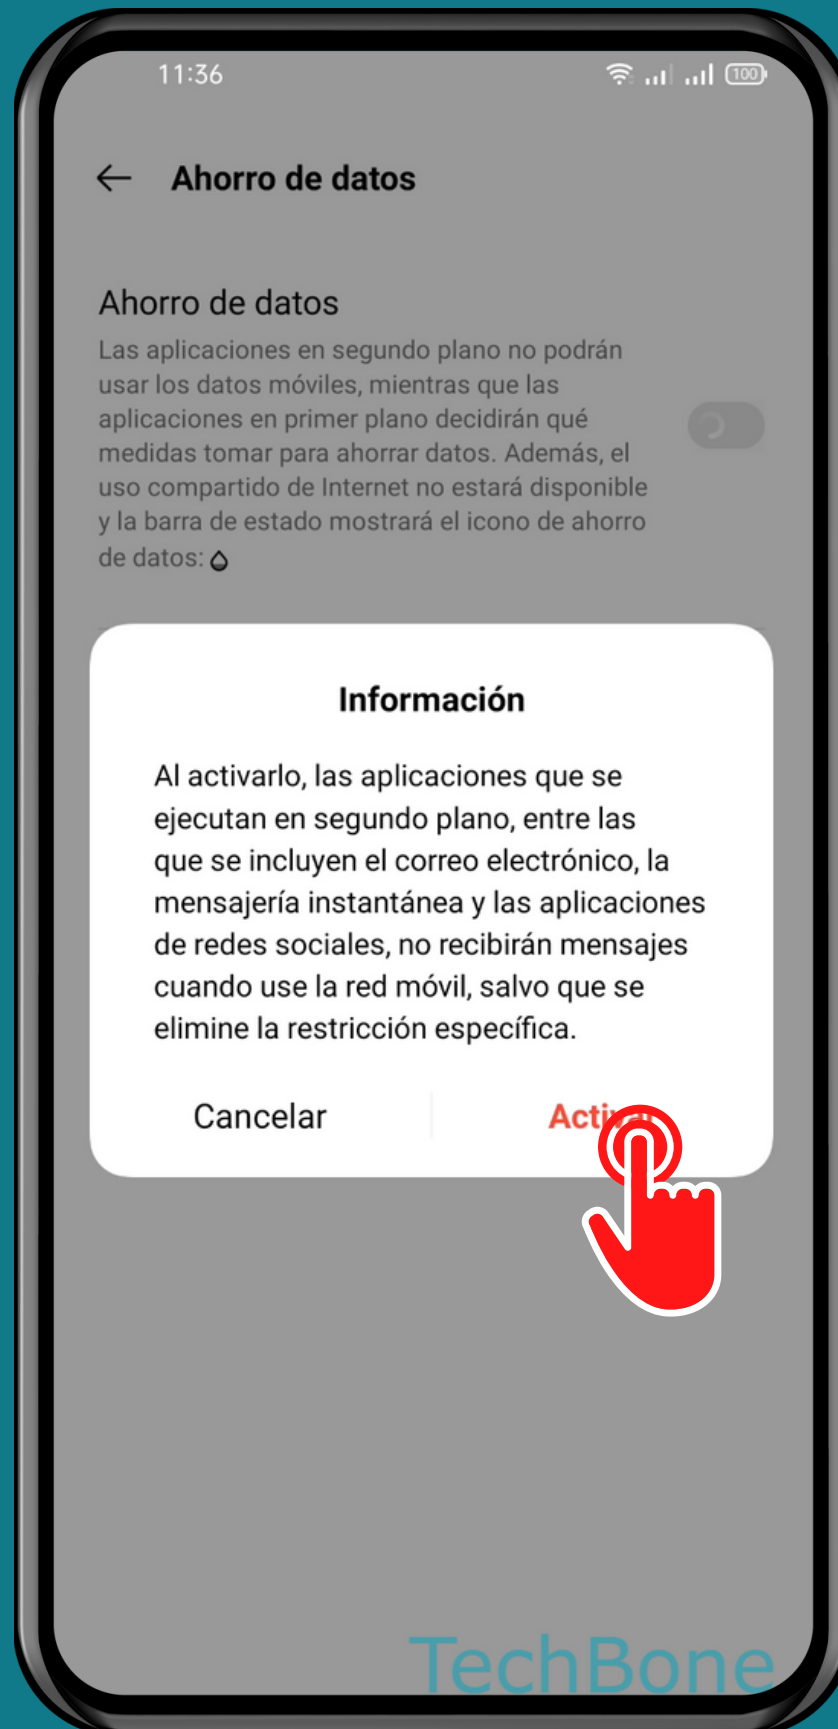 11:36
100
Ahorro de datos
Ahorro de datos
Las aplicaciones en segundo plano no podrán
usar los datos móviles, mientras que las
aplicaciones en primer plano decidirán qué
medidas tomar para ahorrar datos. Además, el
uso compartido de Internet no estará disponible
y la barra de estado mostrará el icono de ahorro
de datos:
Información
Al activarlo, las aplicaciones que se
ejecutan en segundo plano, entre las
que se incluyen el correo electrónico, la
mensajería instantánea y las aplicaciones
de redes sociales, no recibirán mensajes
cuando use la red móvil, salvo que se
elimine la restricción específica.
Cancelar
Activar
TechBone